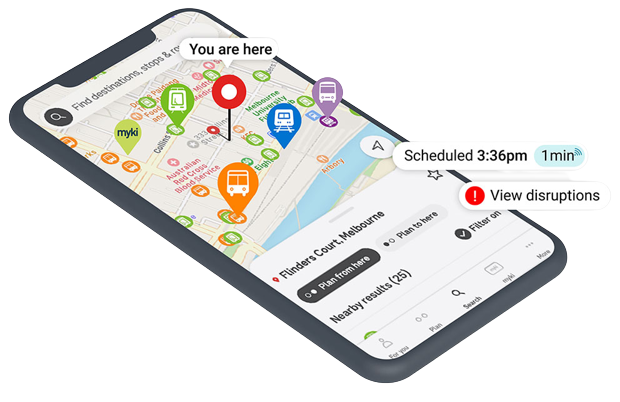 You are here
Find destinations, stops & ro
myki
Collins
Melbourne
University
Australian
Red Cross
Blood Service
Arbory
Scheduled 3:36pm 1min
View disruptions
Flinders Court, Melbourne
Plan from here
Plan to here
Nearby results (25)
Filter on
For you
Plan
Search
myki
More